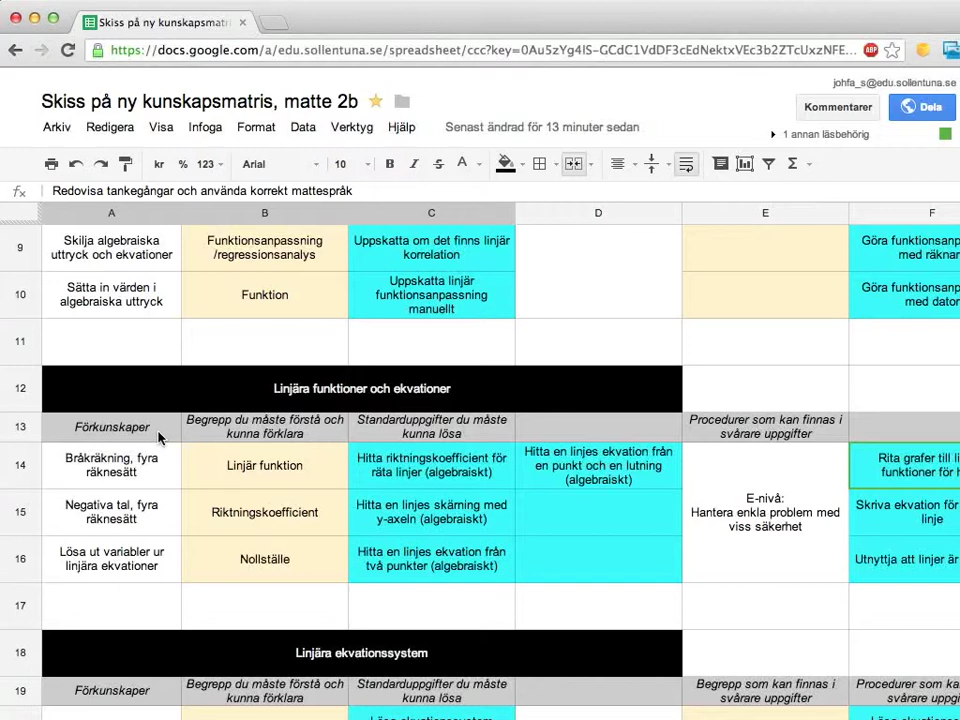 Skiss på ny kunskapsmatri
https://docs.google.com/a/edu.sollentuna.se/spreadsheet/ccc?key=0Au5zYg4lS-GCdC1VdDF3cEdNektxVEc3b2ZTcUxzNFE...
ABP
johfa_s@edu.sollentuna.se
Skiss på ny kunskapsmatris, matte 2b
Kommentarer
Dela
Arkiv Redigera Visa Infoga Format Data Verktyg Hjälp
Senast ändrad för 13 minuter sedan
1 annan läsbehörig
kr % 123 Arial 10 B I S A Σ
fx Redovisa tankegångar och använda korrekt mattespråk
A B C D E F
9
Skilja algebraiska
uttryck och ekvationer
Funktionsanpassning
/regressionsanalys
Uppskatta om det finns linjär
korrelation
Göra funktionsanp
med räknar
10
Sätta in värden i
algebraiska uttryck
Funktion
Uppskatta linjär
funktionsanpassning
manuellt
Göra funktionsanp
med dator
11
12
Linjära funktioner och ekvationer
13
Förkunskaper
Begrepp du måste förstå och
kunna förklara
Standarduppgifter du måste
kunna lösa
Procedurer som kan finnas i
svårare uppgifter
14
Bråkräkning, fyra
räknesätt
Linjär funktion
Hitta riktningskoefficient för
räta linjer (algebraiskt)
Hitta en linjes ekvation från
en punkt och en lutning
(algebraiskt)
E-nivå:
Hantera enkla problem med
viss säkerhet
Rita grafer till li
funktioner för h
15
Negativa tal, fyra
räknesätt
Riktningskoefficient
Hitta en linjes skärning med
y-axeln (algebraiskt)
Skriva ekvation för
linje
16
Lösa ut variabler ur
linjära ekvationer
Nollställe
Hitta en linjes ekvation från
två punkter (algebraiskt)
Utnyttja att linjer är
17
18
Linjära ekvationssystem
19
Förkunskaper
Begrepp du måste förstå och
kunna förklara
Standarduppgifter du måste
kunna lösa
Begrepp som kan finnas i
svårare uppgifter
Procedurer som kan
svårare uppg